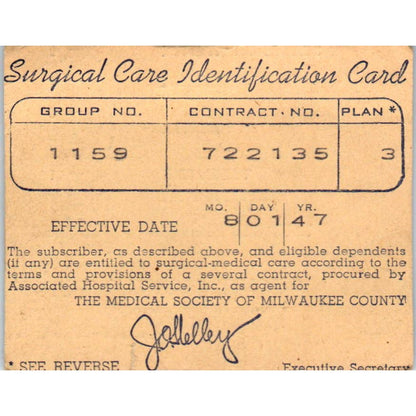 Surgical Care Identification Card
GROUP NO. CONTRACT NO. PLAN *
1159 722135 3
MO. DAY YR.
EFFECTIVE DATE 8 01 47
The subscriber, as described above, and eligible dependents
(if any) are entitled to surgical-medical care according to the
terms and provisions of a several contract, procured by
Associated Hospital Service, Inc., as agent for
THE MEDICAL SOCIETY OF MILWAUKEE COUNTY
* SEE REVERSE Executive Secretary